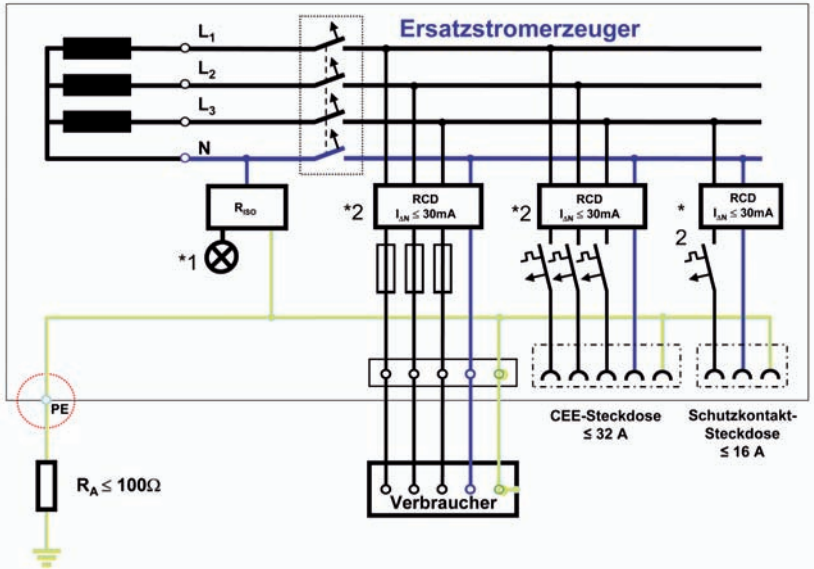 Ersatzstromerzeuger
L1
L2
L3
N
RISO
*1
*2
RCD
IΔN ≤ 30mA
*2
RCD
IΔN ≤ 30mA
*
2
RCD
IΔN ≤ 30mA
PE
CEE-Steckdose
≤ 32 A
Schutzkontakt-
Steckdose
≤ 16 A
RA ≤ 100Ω
Verbraucher